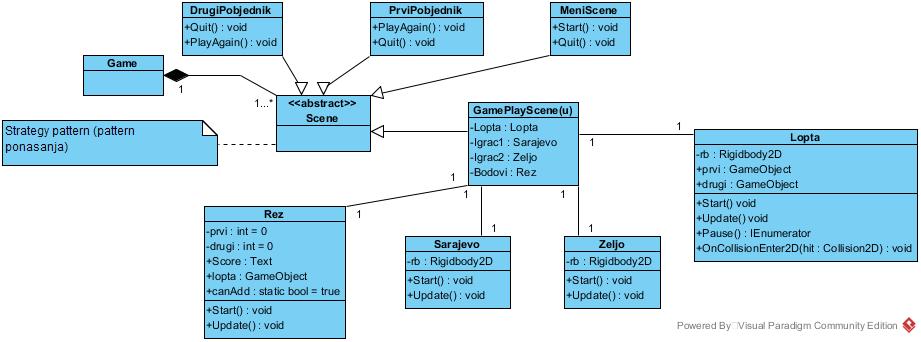 DrugiPobjednik
+Quit() : void
+PlayAgain() : void
PrviPobjednik
+PlayAgain() : void
+Quit() : void
MeniScene
+Start() : void
+Quit() : void
Game
1
1...*
<<abstract>>
Scene
Strategy pattern (pattern
ponasanja)
GamePlayScene(u)
-Lopta : Lopta
-Igrac1 : Sarajevo
-Igrac2 : Zeljo
-Bodovi : Rez
1
1
Lopta
-rb : Rigidbody2D
+prvi : GameObject
+drugi : GameObject
+Start() void
+Update() void
+Pause() : IEnumerator
+OnCollisionEnter2D(hit : Collision2D) : void
1
1
1
1
1
1
Rez
-prvi : int = 0
-drugi : int = 0
+Score : Text
+lopta : GameObject
+canAdd : static bool = true
+Start() : void
+Update() : void
Sarajevo
-rb : Rigidbody2D
+Start() : void
+Update() : void
Zeljo
-rb : Rigidbody2D
+Start() : void
+Update() : void
Powered By Visual Paradigm Community Edition